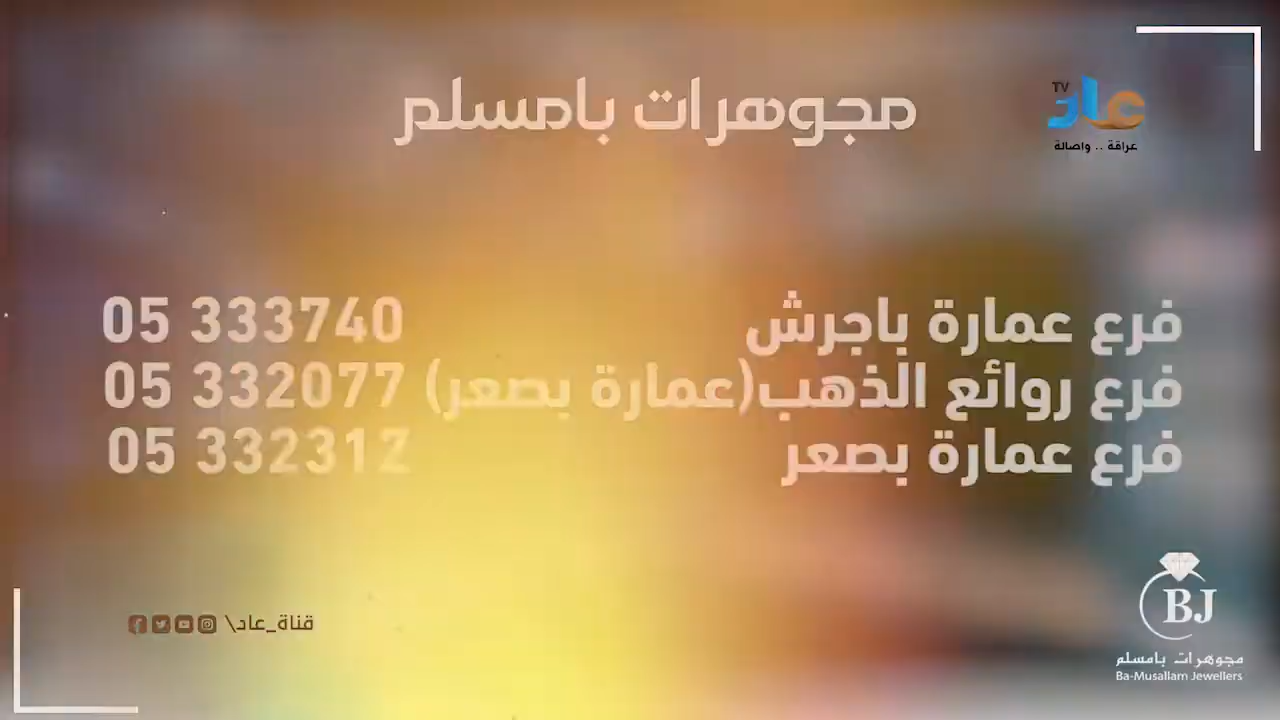 TV عاد
عراقة .. واصالة
مجوهرات بامسلم
فرع عمارة باجرش 05 333740
فرع روائع الذهب(عمارة بصعر) 05 332077
فرع عمارة بصعر 05 332312
قناة_عاد\
BJ
مجوهرات بامسلم
Ba-Musallam Jewellers